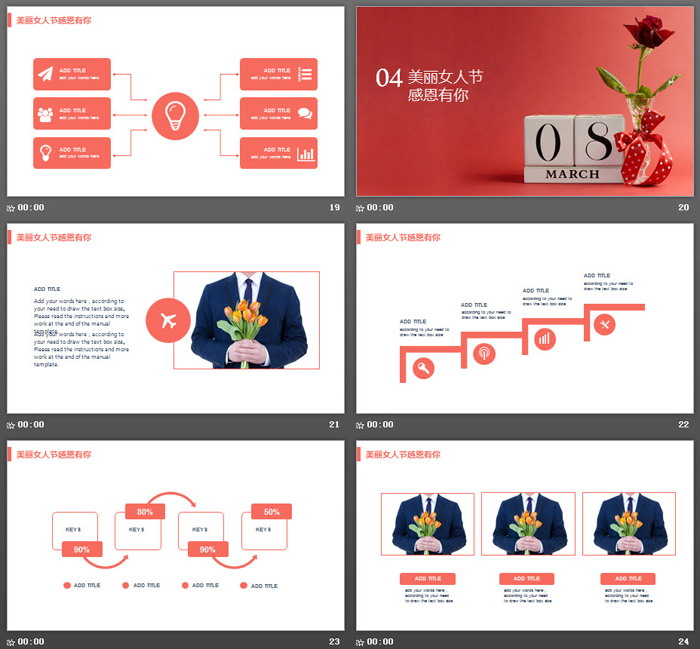 美丽女人节感恩有你
ADD TITLE
add your words here
ADD TITLE
add your words here
ADD TITLE
add your words here
ADD TITLE
add your words here
ADD TITLE
add your words here
ADD TITLE
add your words here
00:00
19
04 美丽女人节
感恩有你
08
MARCH
00:00
20
美丽女人节感恩有你
ADD TITLE
Add your words here , according to
your need to draw the text box size。
Please read the instructions and more
work at the end of the manual
template.
Add your words here , according to
your need to draw the text box size。
Please read the instructions and more
work at the end of the manual
template.
00:00
21
美丽女人节感恩有你
ADD TITLE
according to your need to
draw the text box size
ADD TITLE
according to your need to
draw the text box size
ADD TITLE
according to your need to
draw the text box size
ADD TITLE
according to your need to
draw the text box size
00:00
22
美丽女人节感恩有你
KEY $
90%
80%
KEY $
KEY $
90%
50%
KEY $
ADD TITLE
ADD TITLE
ADD TITLE
ADD TITLE
00:00
23
美丽女人节感恩有你
ADD TITLE
add your words here ,
according to your need
to draw the text box size
ADD TITLE
add your words here ,
according to your need
to draw the text box size
ADD TITLE
add your words here ,
according to your need
to draw the text box size
00:00
24